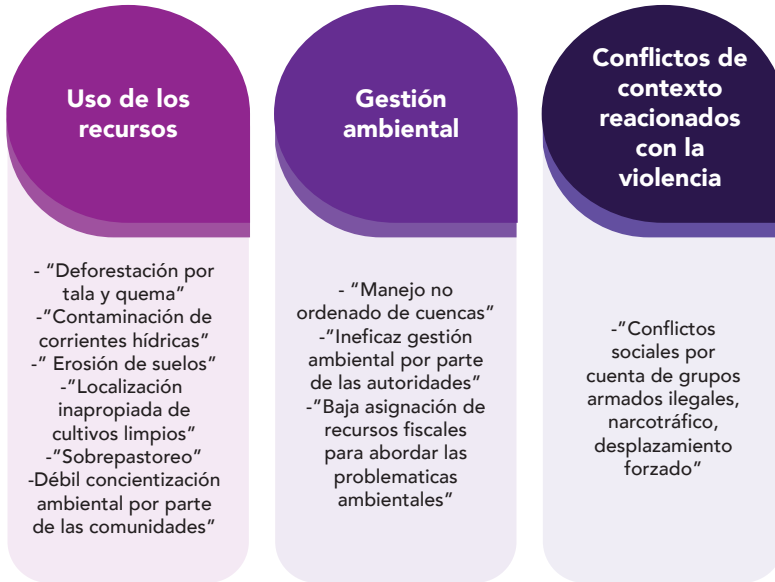 Uso de los
recursos
- “Deforestación por
tala y quema”
-“Contaminación de
corrientes hídricas”
-” Erosión de suelos”
-“Localización
inapropiada de
cultivos limpios”
-“Sobrepastoreo”
-Débil concientización
ambiental por parte
de las comunidades”
Gestión
ambiental
- “Manejo no
ordenado de cuencas”
-“Ineficaz gestión
ambiental por parte
de las autoridades”
-“Baja asignación de
recursos fiscales
para abordar las
problematicas
ambientales”
Conflictos de
contexto
reacionados
con la
violencia
-“Conflictos
sociales por
cuenta de grupos
armados ilegales,
narcotráfico,
desplazamiento
forzado”